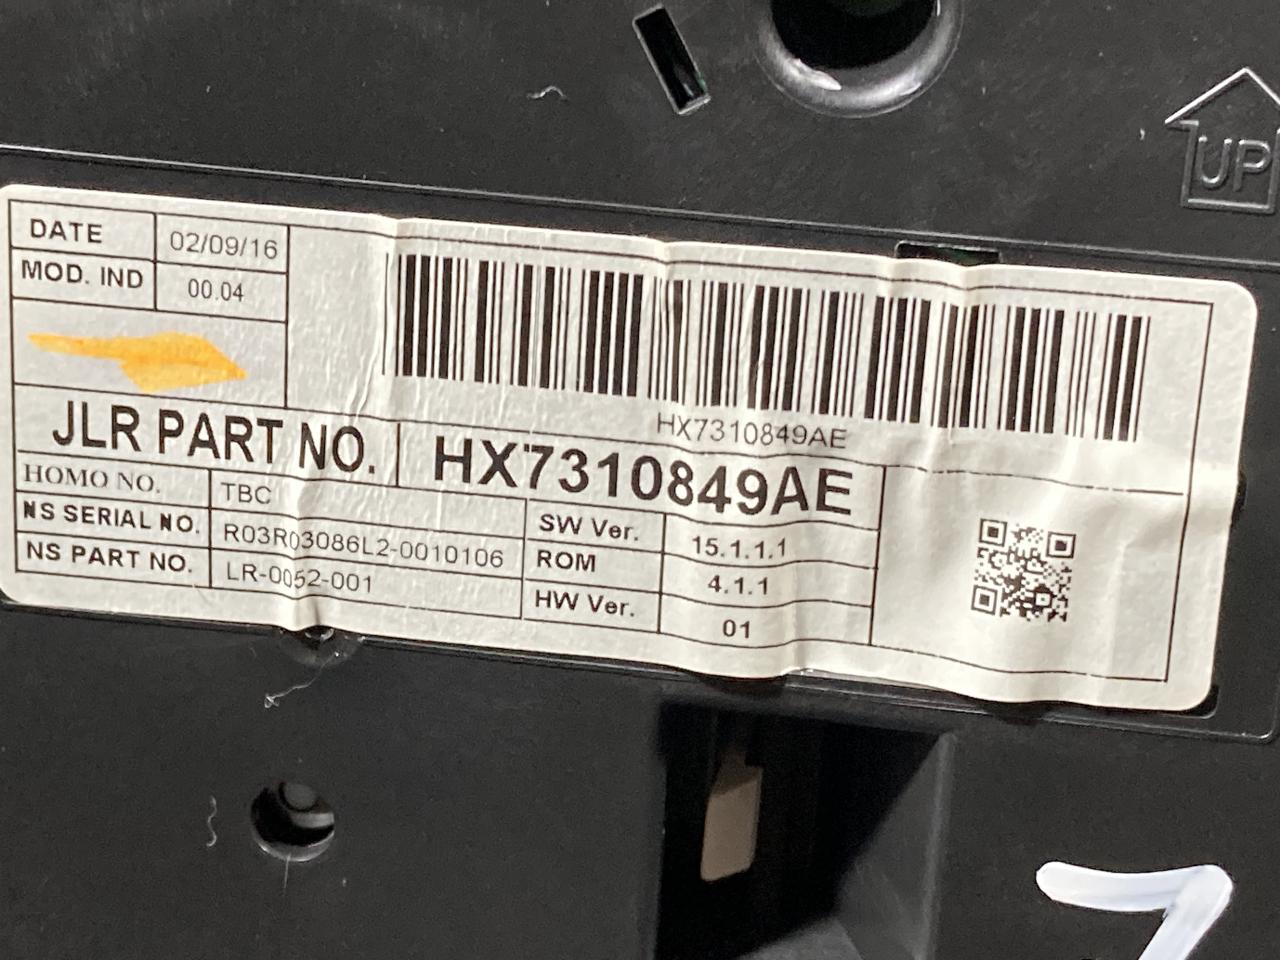 UP
DATE 02/09/16
MOD. IND 00.04
HX7310849AE
JLR PART NO. HX7310849AE
HOMO NO. TBC
NS SERIAL NO. R03R03086L2-0010106
NS PART NO. LR-0052-001
SW Ver. 15.1.1.1
ROM 4.1.1
HW Ver. 01
7